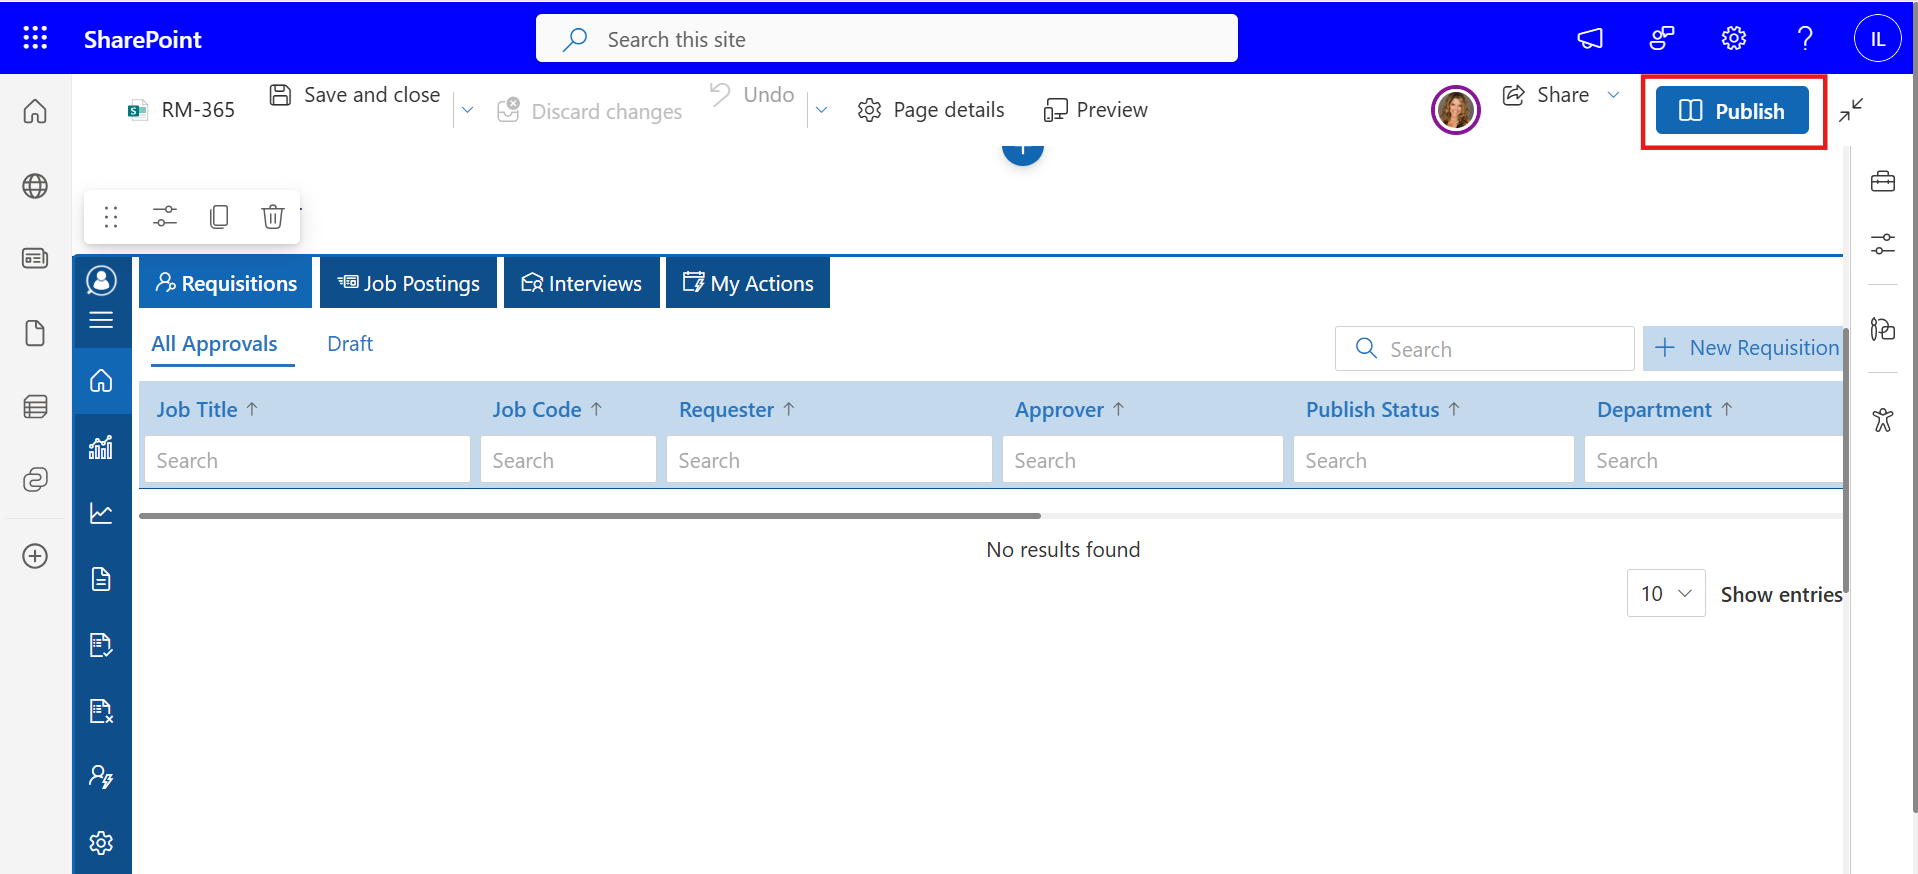 SharePoint
Search this site
IL
RM-365
Save and close
Discard changes
Undo
Page details
Preview
Share
Publish
Requisitions
Job Postings
Interviews
My Actions
All Approvals
Draft
Search
New Requisition
Job Title
Job Code
Requester
Approver
Publish Status
Department
Search
Search
Search
Search
Search
Search
No results found
10
Show entries